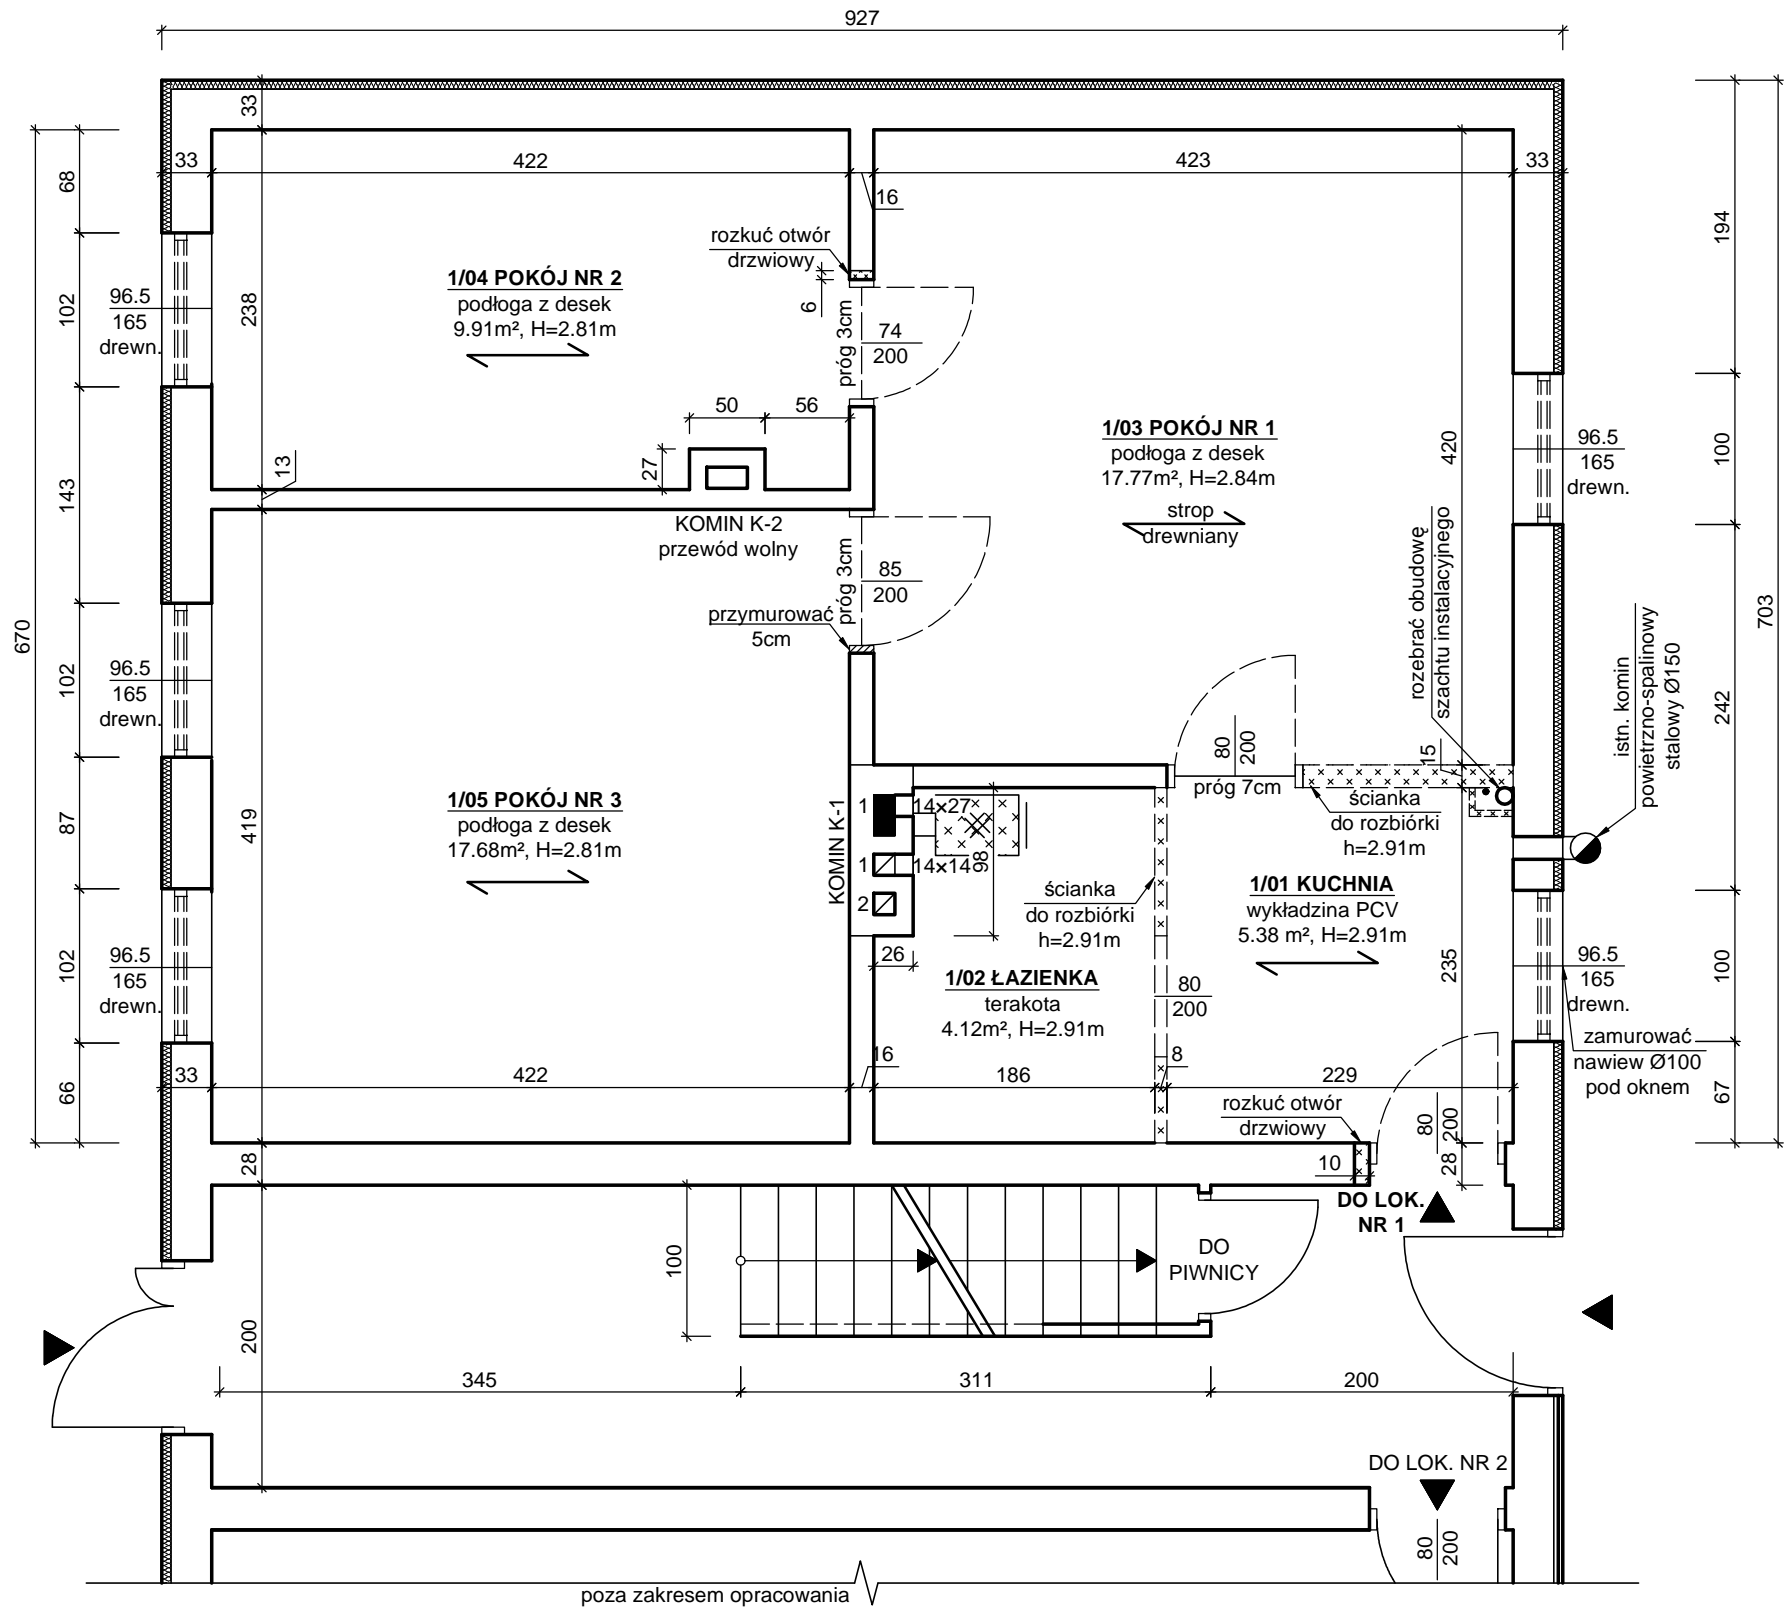 927
33
33
422
423
33
16
68
102
143
102
87
102
66
670
194
100
242
100
67
703
rozkuć otwór
drzwiowy
6
1/04 POKÓJ NR 2
podłoga z desek
9.91m², H=2.81m
238
96.5
165
drewn.
próg 3cm
74
200
50
56
27
13
KOMIN K-2
przewód wolny
1/03 POKÓJ NR 1
podłoga z desek
17.77m², H=2.84m
strop
drewniany
420
96.5
165
drewn.
rozebrać obudowę
szachtu instalacyjnego
próg 3cm
85
200
przymurować
5cm
96.5
165
drewn.
istn. komin
powietrzno-spalinowy
stalowy Ø150
80
200
próg 7cm
15
ścianka
do rozbiórki
h=2.91m
1/05 POKÓJ NR 3
podłoga z desek
17.68m², H=2.81m
419
KOMIN K-1
1
14×27
1
14×14
2
98
26
ścianka
do rozbiórki
h=2.91m
1/01 KUCHNIA
wykładzina PCV
5.38 m², H=2.91m
235
96.5
165
drewn.
96.5
165
drewn.
1/02 ŁAZIENKA
terakota
4.12m², H=2.91m
80
200
zamurować
nawiew Ø100
pod oknem
33
422
16
186
8
229
rozkuć otwór
drzwiowy
80
200
28
10
28
DO LOK.
NR 1
100
DO
PIWNICY
200
345
311
200
DO LOK. NR 2
80
200
poza zakresem opracowania